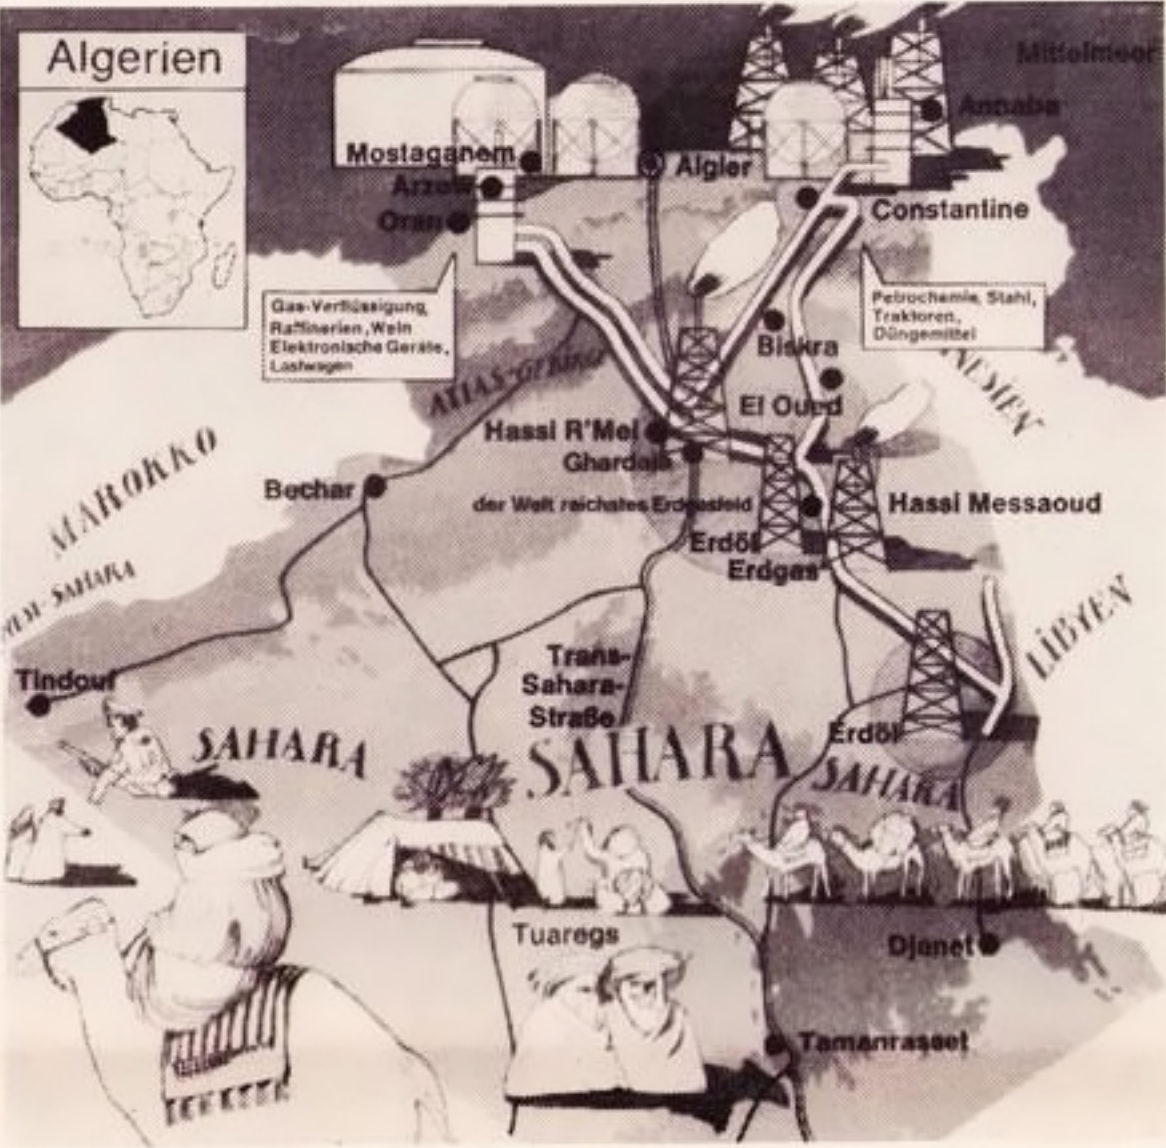 Algerien
Mittelmeer
Annaba
Mostaganem
Algier
Arzew
Oran
Constantine
Gas-Verflüssigung,
Raffinerien, Wein
Elektronische Geräte,
Lastwagen
Petrochemie, Stahl,
Traktoren,
Düngemittel
Biskra
ATLAS-GEBIRGE
El Oued
Hassi R'Mel
Ghardaia
MAROKKO
Bechar
der Welt reichstes Erdgasfeld
Hassi Messaoud
Erdöl
Erdgas
SAHARA
LIBYEN
Trans-
Sahara-
Straße
Tindouf
Erdöl
SAHARA
SAHARA
SAHARA
Tuaregs
Djanet
Tamanrasset